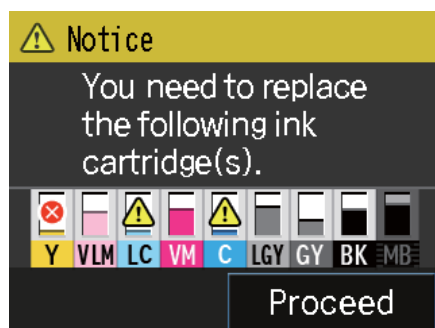 Notice
You need to replace
the following ink
cartridge(s).
Y VLM LC VM C LGY GY BK MB
Proceed